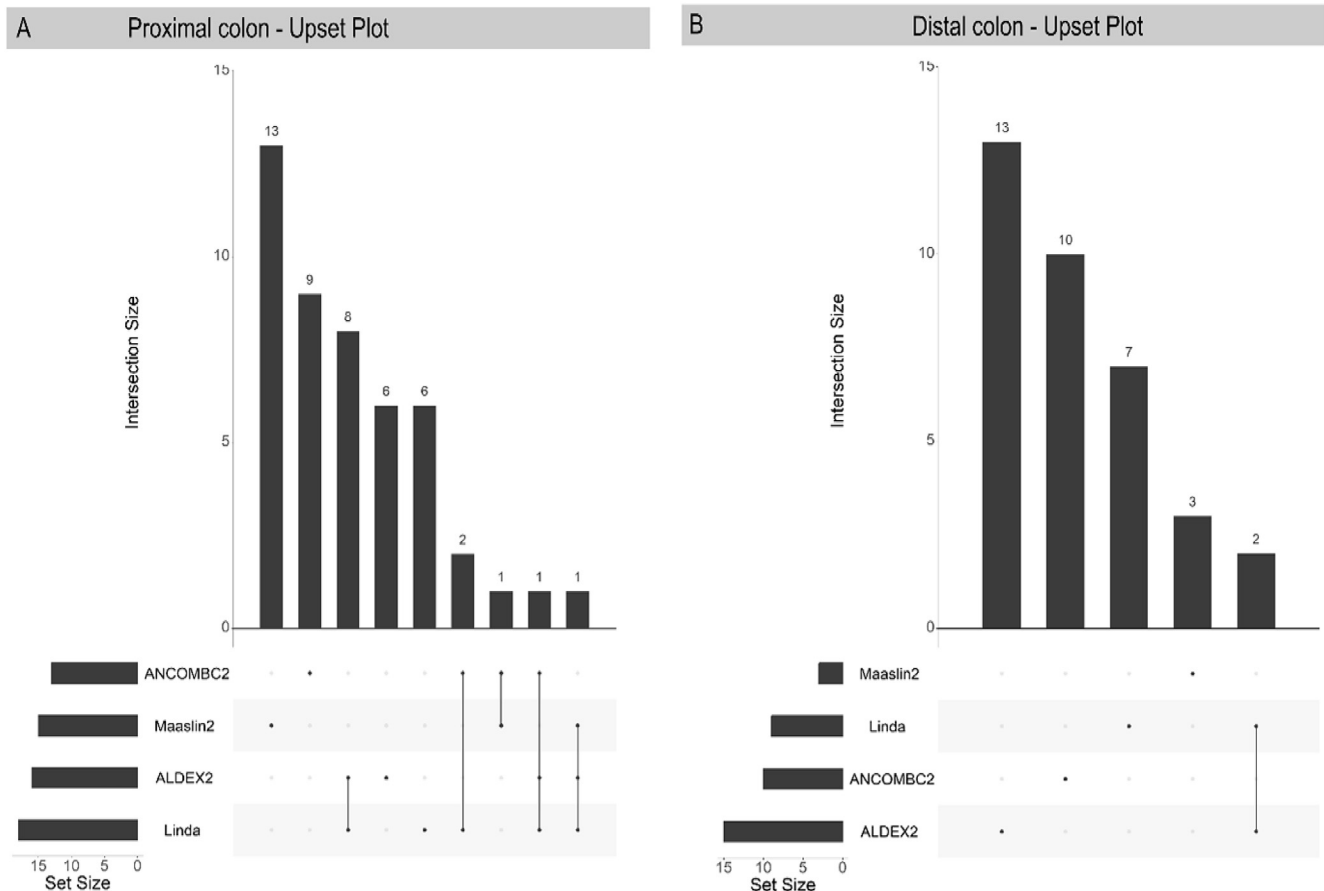 A Proximal colon - Upset Plot
15
10
5
0
Intersection Size
13
9
8
6
6
2
1
1
1
ANCOMBC2
Maaslin2
ALDEX2
Linda
15 10 5 0
Set Size
B Distal colon - Upset Plot
15
10
5
0
Intersection Size
13
10
7
3
2
Maaslin2
Linda
ANCOMBC2
ALDEX2
15 10 5 0
Set Size